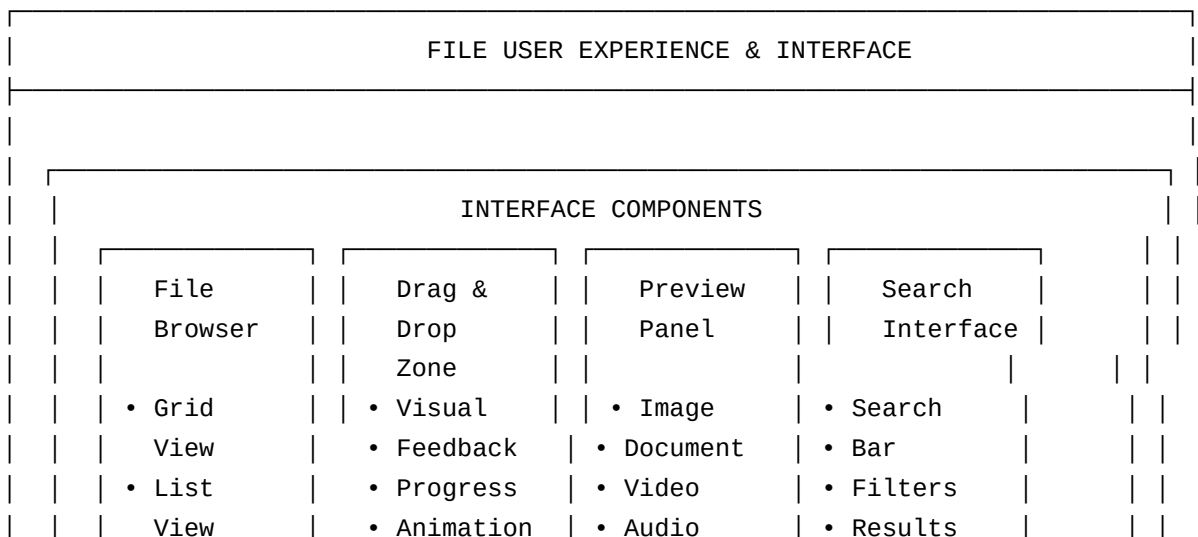 FILE USER EXPERIENCE & INTERFACE
INTERFACE COMPONENTS
File Drag & Preview Search
Browser Drop Panel Interface
Zone
• Grid • Visual • Image • Search
View • Feedback • Document • Bar
• List • Progress • Video • Filters
View • Animation • Audio • Results